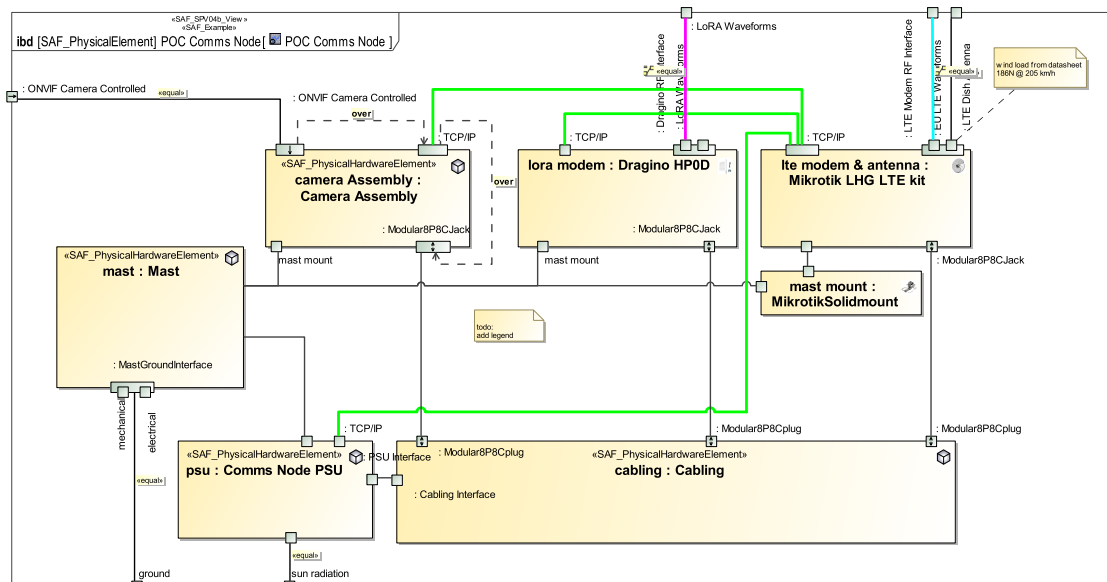 «SAF_SPV04b_View »
«SAF_Example»
ibd [SAF_PhysicalElement] POC Comms Node[ POC Comms Node ]
: LoRA Waveforms
: Dragino RF Interface
: LoRA Waveforms
«equal»
: LTE Modem RF Interface
: EU LTE Waveforms
«equal»
wind load from datasheet
186N @ 205 km/h
: ONVIF Camera Controlled
«equal»
: ONVIF Camera Controlled
over
: TCP/IP
: TCP/IP
: TCP/IP
«SAF_PhysicalHardwareElement»
camera Assembly :
Camera Assembly
: Modular8P8CJack
over
lora modem : Dragino HP0D
: Modular8P8CJack
lte modem & antenna :
Mikrotik LHG LTE kit
: Modular8P8CJack
mast mount
mast mount
«SAF_PhysicalHardwareElement»
mast : Mast
: MastGroundInterface
mast mount :
MikrotikSolidmount
todo:
add legend
mechanical
electrical
«equal»
ground
: TCP/IP
«SAF_PhysicalHardwareElement»
psu : Comms Node PSU
: PSU Interface
: Modular8P8Cplug
: Modular8P8Cplug
: Modular8P8Cplug
«SAF_PhysicalHardwareElement»
cabling : Cabling
: Cabling Interface
«equal»
sun radiation